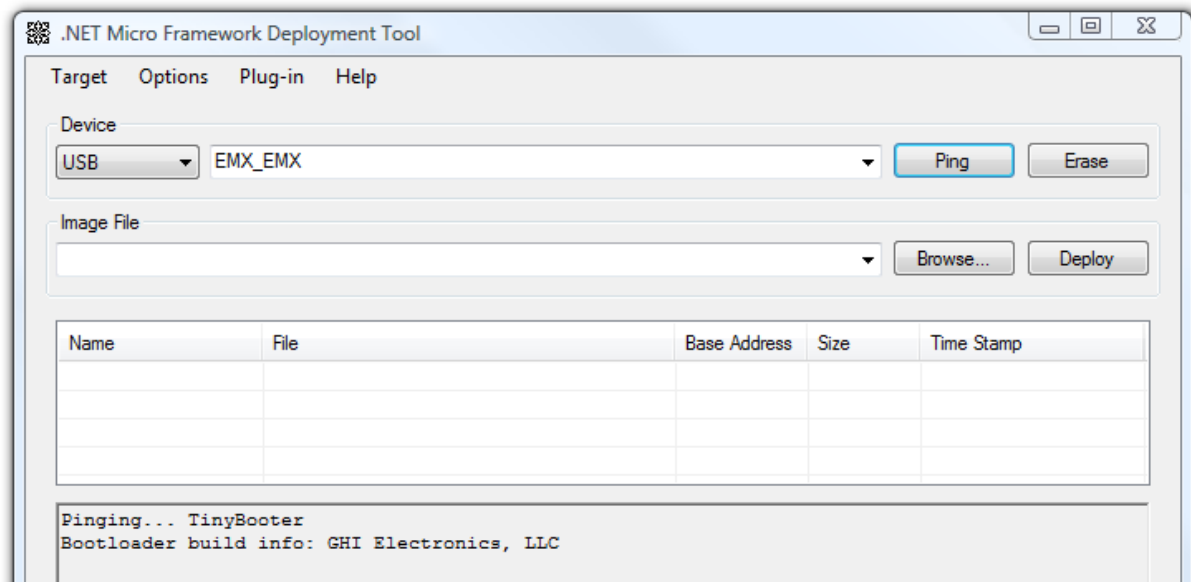 .NET Micro Framework Deployment Tool
Target Options Plug-in Help
Device
USB EMX_EMX Ping Erase
Image File
Browse... Deploy
Name File Base Address Size Time Stamp
Pinging... TinyBooter
Bootloader build info: GHI Electronics, LLC